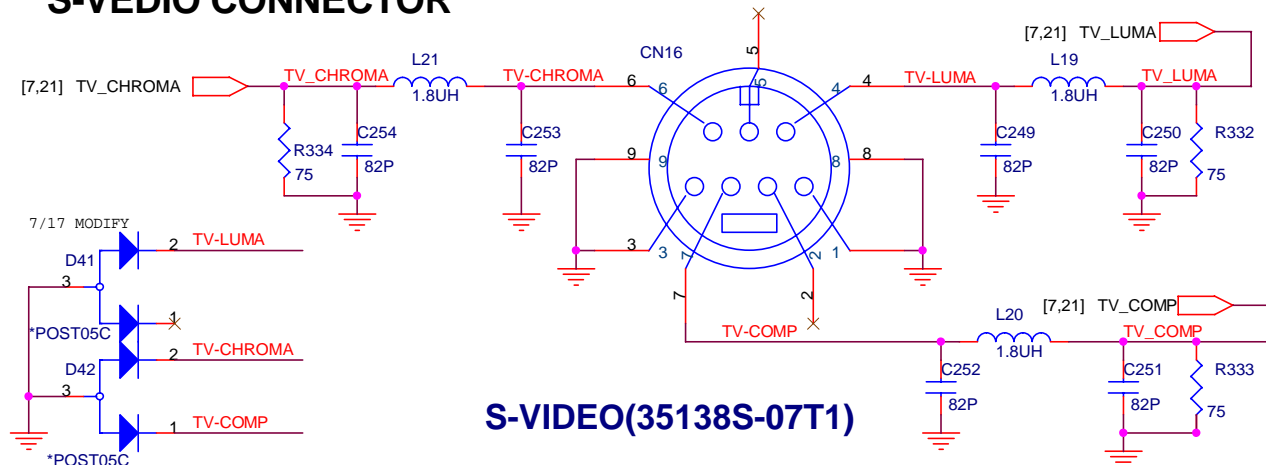 S-VEDIO CONNECTOR
[7,21] TV_CHROMA
TV_CHROMA
L21
1.8UH
TV-CHROMA
R334
75
C254
82P
C253
82P
CN16
5
5
6
6
4
4
9
9
8
8
3
3
7
7
2
2
1
1
TV-LUMA
L19
1.8UH
[7,21] TV_LUMA
TV_LUMA
C249
82P
C250
82P
R332
75
7/17 MODIFY
D41
3
2
TV-LUMA
1
*POST05C
D42
3
2
TV-CHROMA
1
TV-COMP
*POST05C
TV-COMP
L20
1.8UH
[7,21] TV_COMP
TV_COMP
C252
82P
C251
82P
R333
75
S-VIDEO(35138S-07T1)